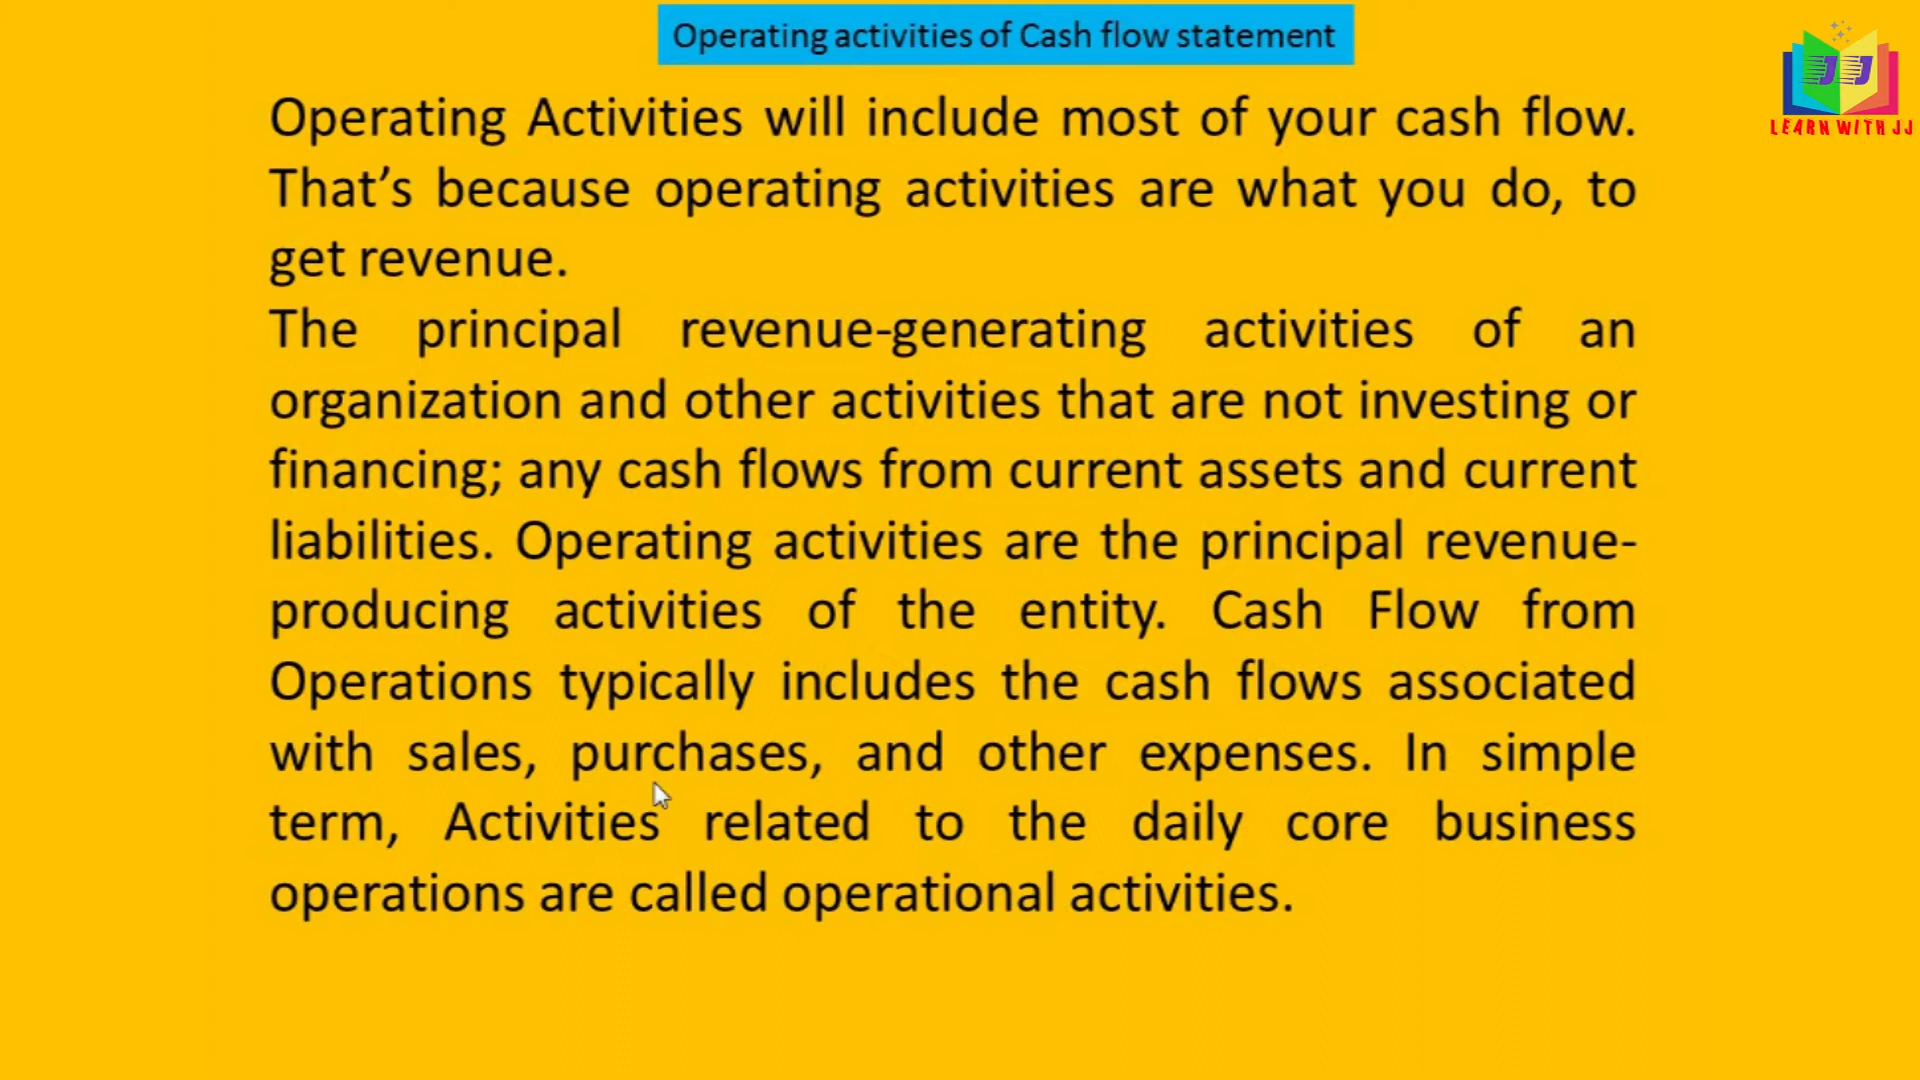 Operating activities of Cash flow statement
JJ
LEARN WITH JJ
Operating Activities will include most of your cash flow.
That’s because operating activities are what you do, to
get revenue.
The principal revenue-generating activities of an
organization and other activities that are not investing or
financing; any cash flows from current assets and current
liabilities. Operating activities are the principal revenue-
producing activities of the entity. Cash Flow from
Operations typically includes the cash flows associated
with sales, purchases, and other expenses. In simple
term, Activities related to the daily core business
operations are called operational activities.